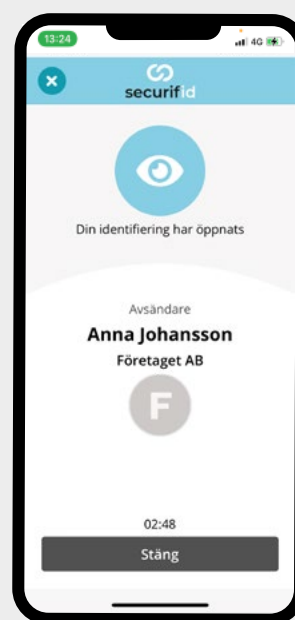 13:24
4G
securifid
Din identifiering har öppnats
Avsändare
Anna Johansson
Företaget AB
F
02:48
Stäng